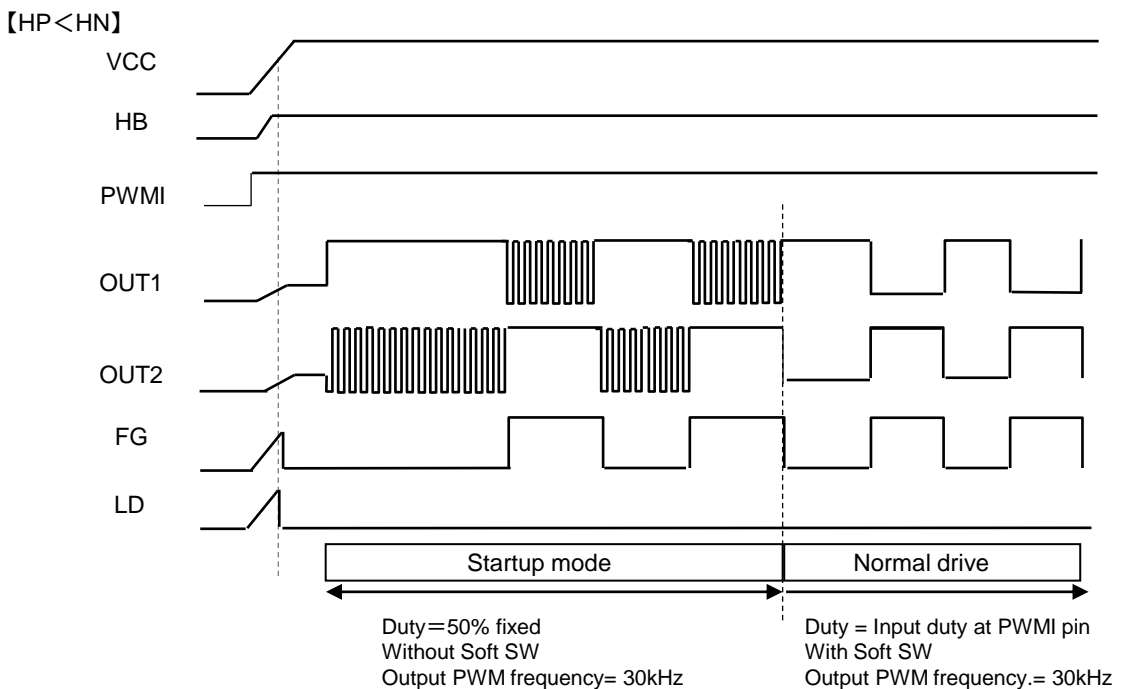 【HP＜HN】
VCC
HB
PWMI
OUT1
OUT2
FG
LD
Startup mode
Normal drive
Duty＝50% fixed
Without Soft SW
Output PWM frequency= 30kHz
Duty = Input duty at PWMI pin
With Soft SW
Output PWM frequency.= 30kHz